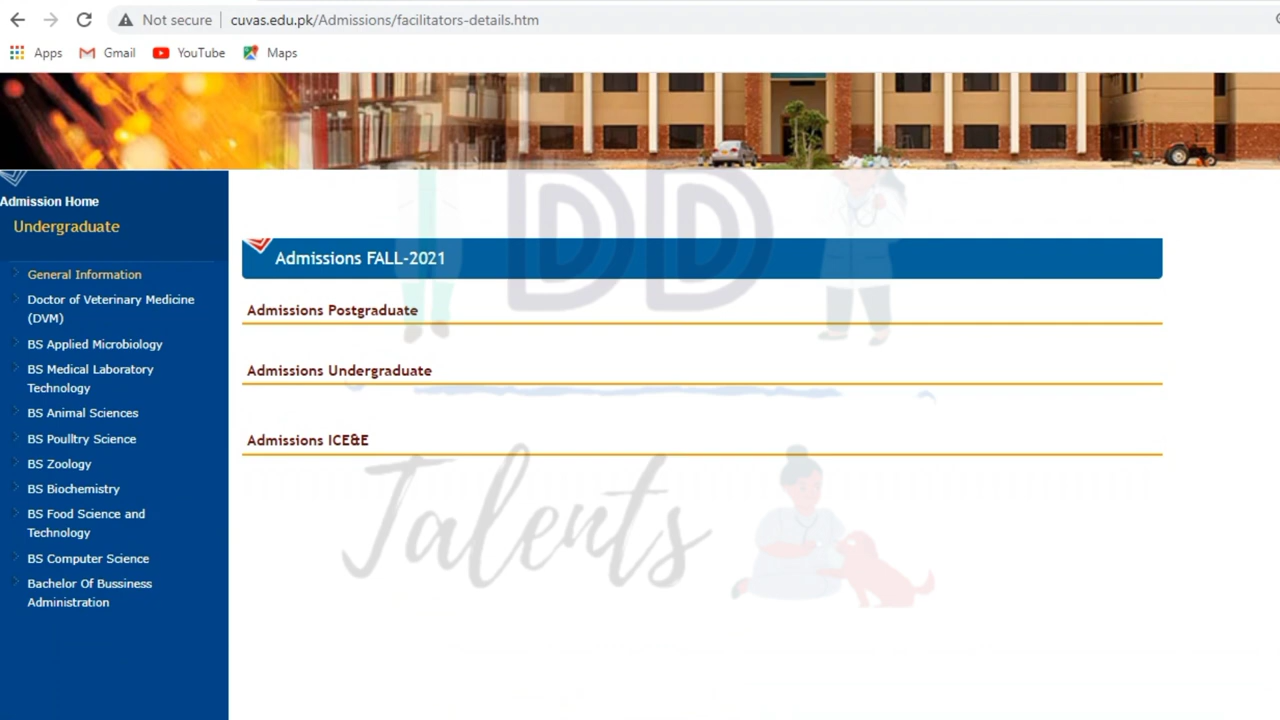 Not secure
cuvas.edu.pk/Admissions/facilitators-details.htm
Apps
Gmail
YouTube
Maps
Admission Home
Undergraduate
General Information
Doctor of Veterinary Medicine
(DVM)
BS Applied Microbiology
BS Medical Laboratory
Technology
BS Animal Sciences
BS Poulltry Science
BS Zoology
BS Biochemistry
BS Food Science and
Technology
BS Computer Science
Bachelor Of Bussiness
Administration
DD
Admissions FALL-2021
Admissions Postgraduate
Admissions Undergraduate
Admissions ICE&E
Talents